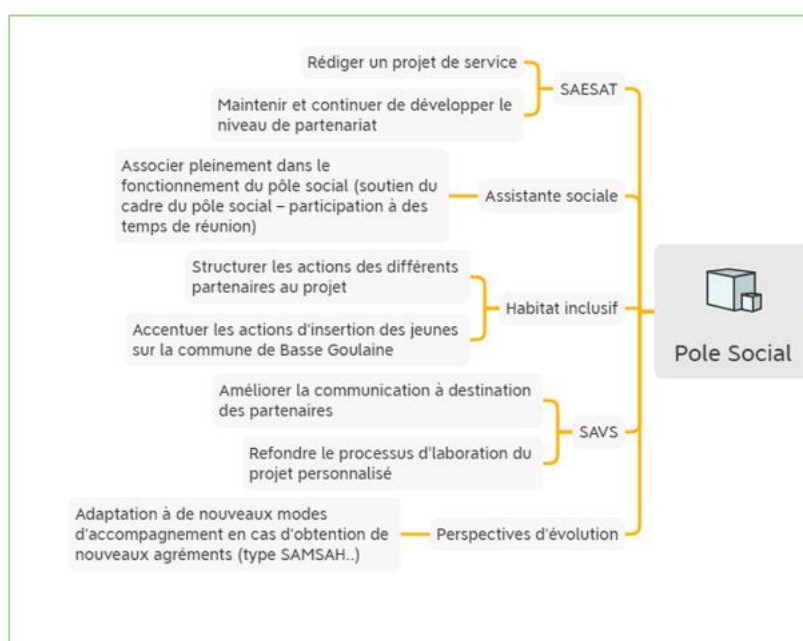 Rédiger un projet de service
SAESAT
Maintenir et continuer de développer le
niveau de partenariat
Associer pleinement dans le
fonctionnement du pôle social (soutien du
cadre du pôle social – participation à des
temps de réunion)
Assistante sociale
Structurer les actions des différents
partenaires au projet
Habitat inclusif
Accentuer les actions d'insertion des jeunes
sur la commune de Basse Goulaine
Pole Social
Améliorer la communication à destination
des partenaires
SAVS
Refondre le processus d'laboration du
projet personnalisé
Adaptation à de nouveaux modes
d'accompagnement en cas d'obtention de
nouveaux agréments (type SAMSAH..)
Perspectives d'évolution